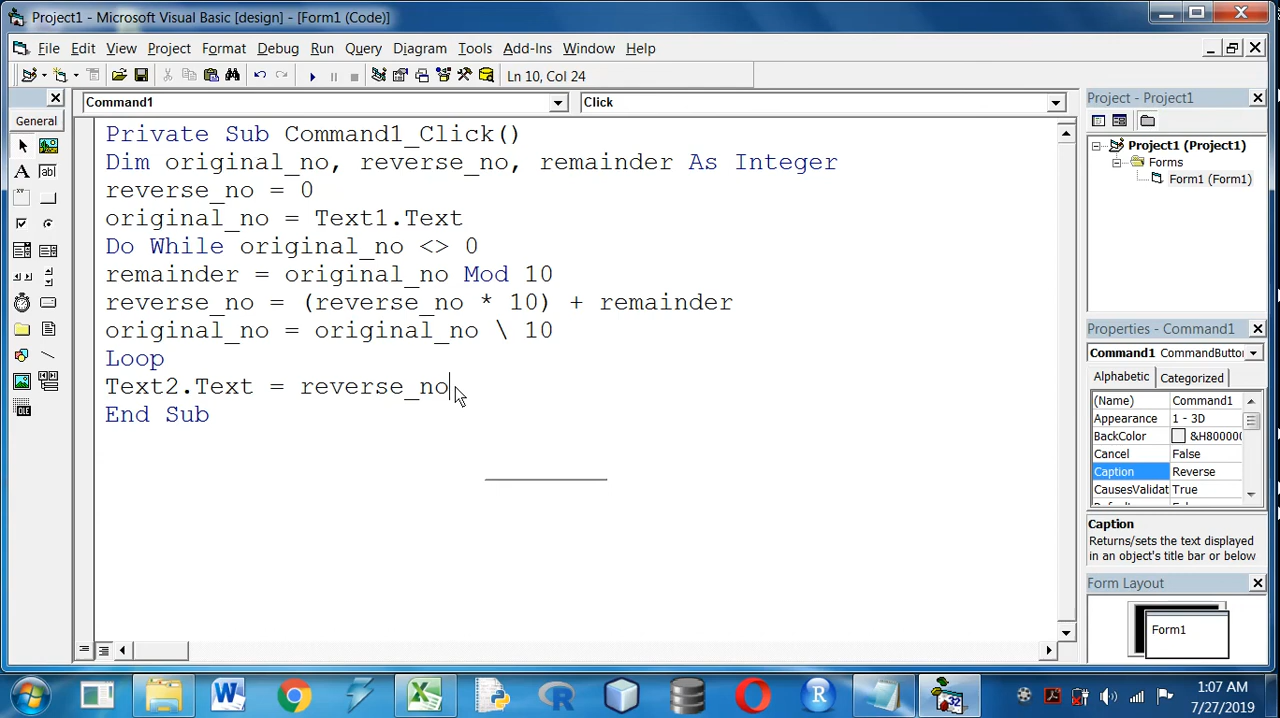 Project1 - Microsoft Visual Basic [design] - [Form1 (Code)]
File Edit View Project Format Debug Run Query Diagram Tools Add-Ins Window Help
Ln 10, Col 24
General
Command1 Click
Private Sub Command1_Click()
Dim original_no, reverse_no, remainder As Integer
reverse_no = 0
original_no = Text1.Text
Do While original_no <> 0
remainder = original_no Mod 10
reverse_no = (reverse_no * 10) + remainder
original_no = original_no \ 10
Loop
Text2.Text = reverse_no
End Sub
Project - Project1
Project1 (Project1)
Forms
Form1 (Form1)
Properties - Command1
Command1 CommandButton
Alphabetic Categorized
(Name) Command1
Appearance 1 - 3D
BackColor &H800000
Cancel False
Caption Reverse
CausesValidat True
Caption
Returns/sets the text displayed
in an object's title bar or below
Form Layout
Form1
1:07 AM
7/27/2019